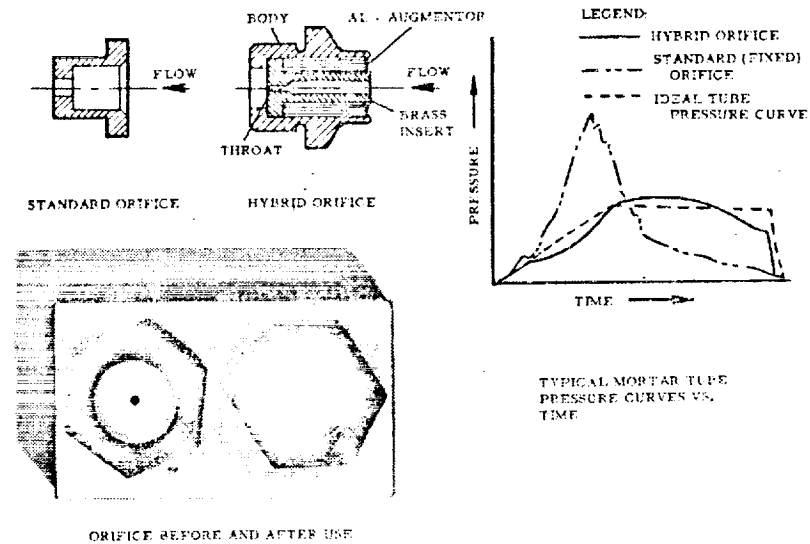 BODY
AL - AUGMENTOR
FLOW
FLOW
THROAT
BRASS
INSERT
STANDARD ORIFICE
HYBRID ORIFICE
LEGEND:
HYBRID ORIFICE
STANDARD (FIXED)
ORIFICE
IDEAL TUBE
PRESSURE CURVE
PRESSURE
TIME
TYPICAL MORTAR TUBE
PRESSURE CURVES VS.
TIME
ORIFICE BEFORE AND AFTER USE